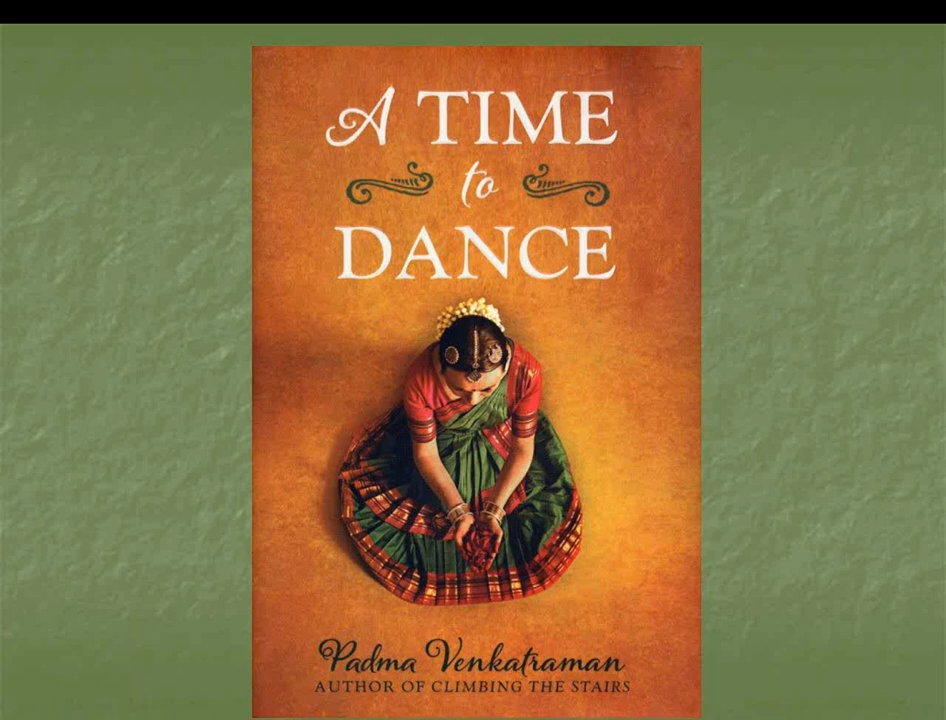 A TIME
to
DANCE
Padma Venkatraman
AUTHOR OF CLIMBING THE STAIRS